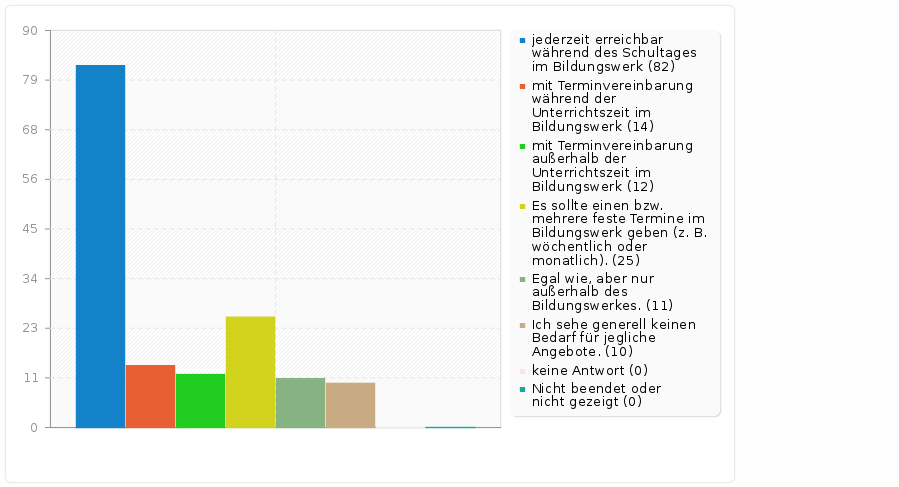 90
79
68
56
45
34
23
11
0
jederzeit erreichbar
während des Schultages
im Bildungswerk (82)
mit Terminvereinbarung
während der
Unterrichtszeit im
Bildungswerk (14)
mit Terminvereinbarung
außerhalb der
Unterrichtszeit im
Bildungswerk (12)
Es sollte einen bzw.
mehrere feste Termine im
Bildungswerk geben (z. B.
wöchentlich oder
monatlich). (25)
Egal wie, aber nur
außerhalb des
Bildungswerkes. (11)
Ich sehe generell keinen
Bedarf für jegliche
Angebote. (10)
keine Antwort (0)
Nicht beendet oder
nicht gezeigt (0)